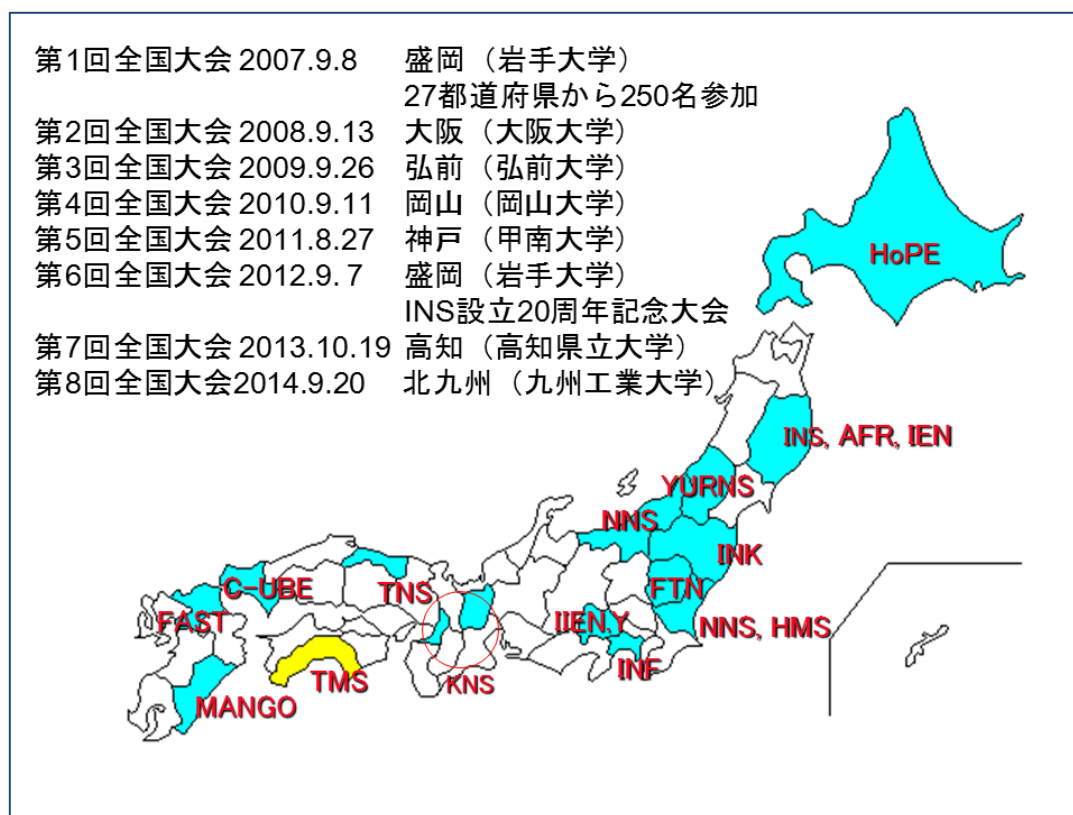 第1回全国大会 2007.9.8 盛岡（岩手大学）
27都道府県から250名参加
第2回全国大会 2008.9.13 大阪（大阪大学）
第3回全国大会 2009.9.26 弘前（弘前大学）
第4回全国大会 2010.9.11 岡山（岡山大学）
第5回全国大会 2011.8.27 神戸（甲南大学）
第6回全国大会 2012.9. 7 盛岡（岩手大学）
INS設立20周年記念大会
第7回全国大会 2013.10.19 高知（高知県立大学）
第8回全国大会2014.9.20 北九州（九州工業大学）
HoPE
INS, AFR, IEN
YURNS
NNS
INK
C-UBE
TNS
FTN
FAST
IIEN,Y
NNS, HMS
INF
TMS
KNS
MANGO